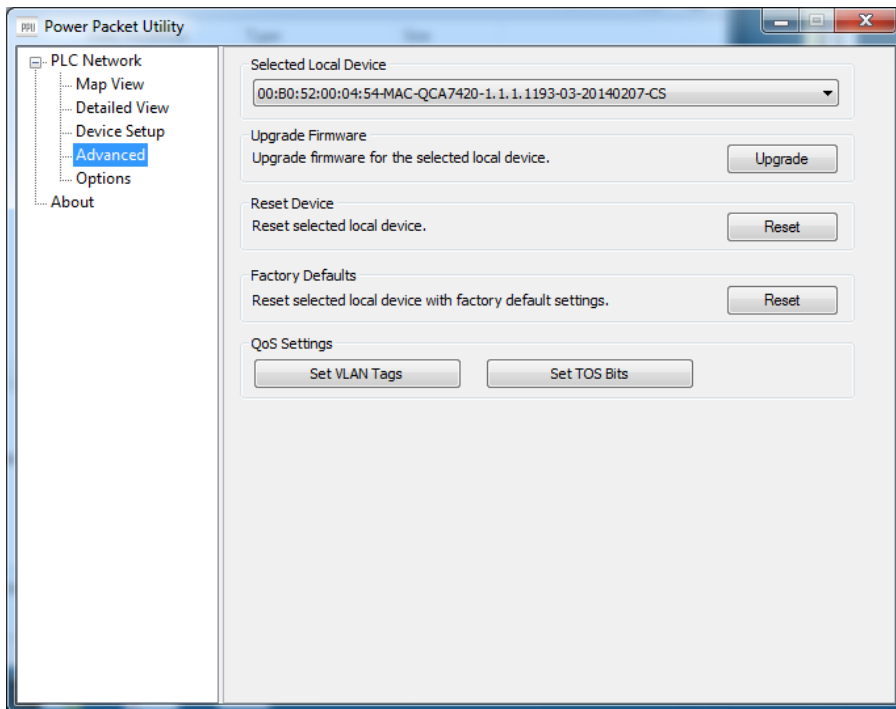 PPU Power Packet Utility
PLC Network
Map View
Detailed View
Device Setup
Advanced
Options
About
Selected Local Device
00:B0:52:00:04:54-MAC-QCA7420-1.1.1.1193-03-20140207-CS
Upgrade Firmware
Upgrade firmware for the selected local device.
Upgrade
Reset Device
Reset selected local device.
Reset
Factory Defaults
Reset selected local device with factory default settings.
Reset
QoS Settings
Set VLAN Tags
Set TOS Bits